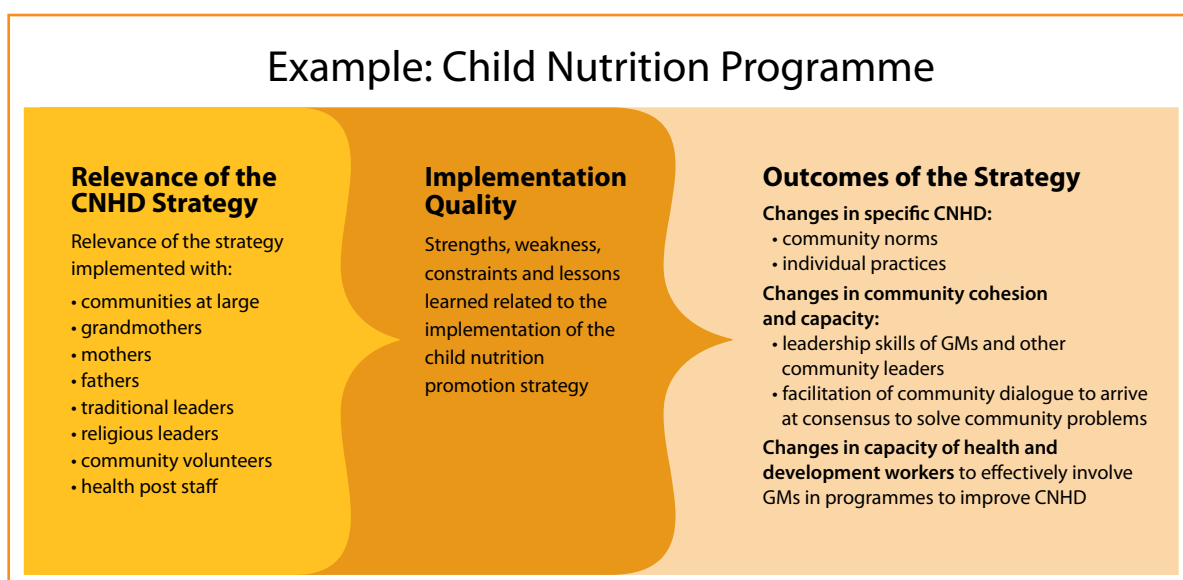 Example: Child Nutrition Programme
Relevance of the
CNHD Strategy
Relevance of the strategy
implemented with:
• communities at large
• grandmothers
• mothers
• fathers
• traditional leaders
• religious leaders
• community volunteers
• health post staff
Implementation
Quality
Strengths, weakness,
constraints and lessons
learned related to the
implementation of the
child nutrition
promotion strategy
Outcomes of the Strategy
Changes in specific CNHD:
• community norms
• individual practices
Changes in community cohesion
and capacity:
• leadership skills of GMs and other
community leaders
• facilitation of community dialogue to arrive
at consensus to solve community problems
Changes in capacity of health and
development workers to effectively involve
GMs in programmes to improve CNHD